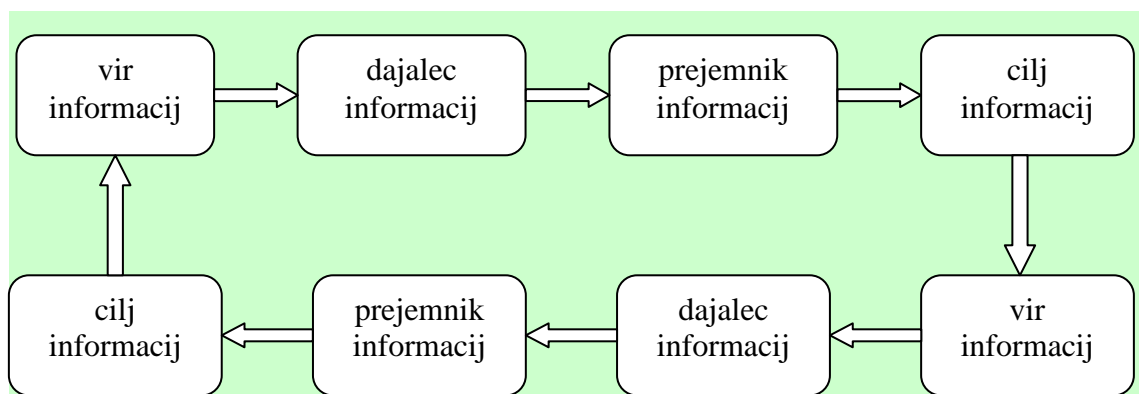 vir
informacij
dajalec
informacij
prejemnik
informacij
cilj
informacij
cilj
informacij
prejemnik
informacij
dajalec
informacij
vir
informacij